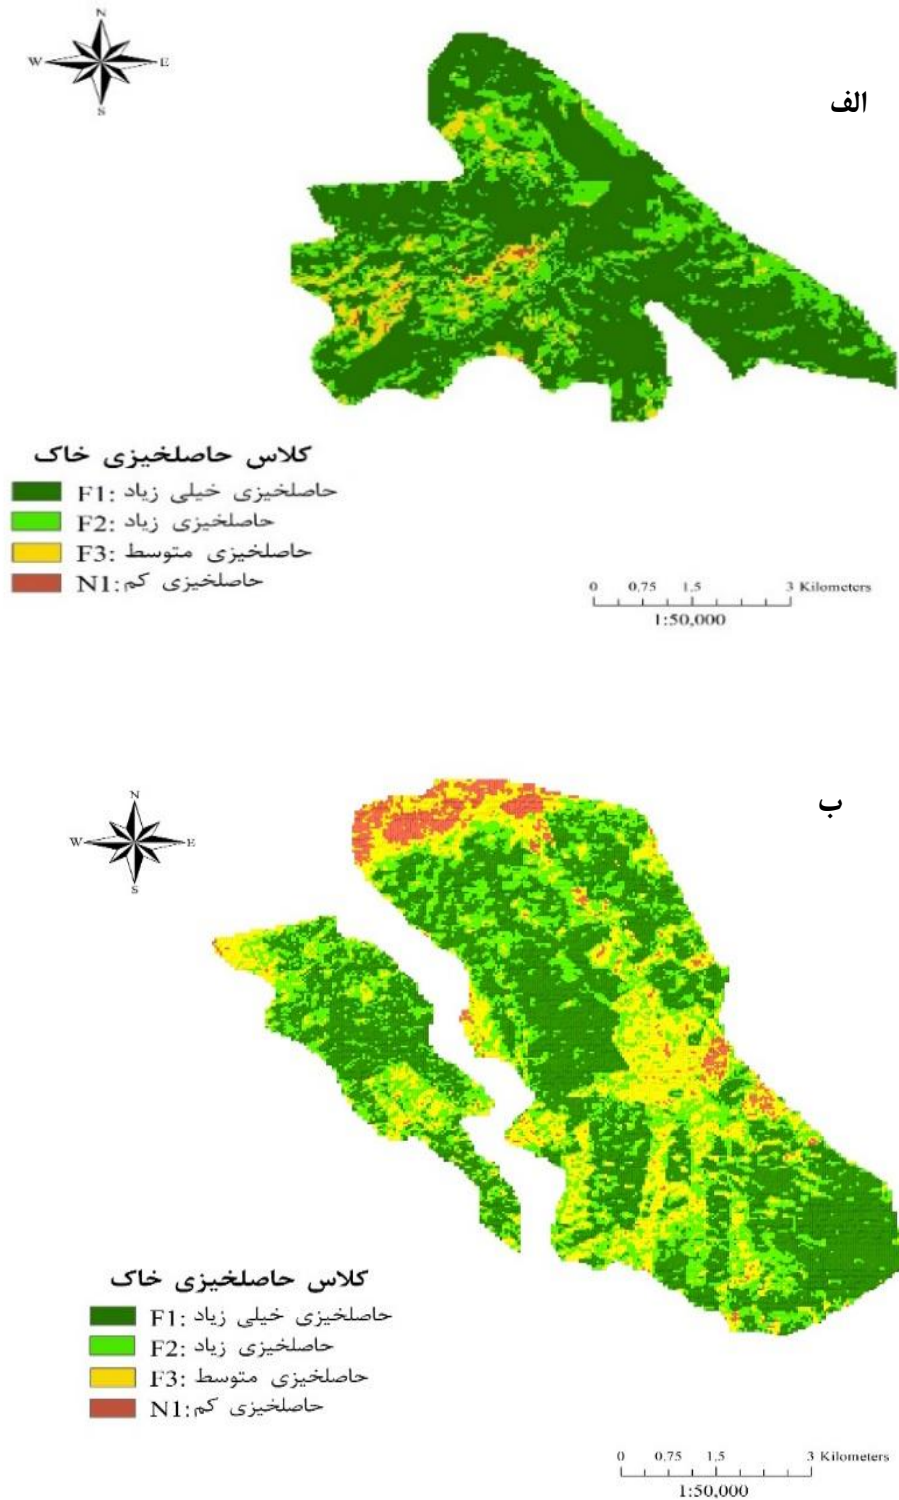 N
W E
S
الف
کلاس حاصلخیزی خاک
F1: حاصلخیزی خیلی زیاد
F2: حاصلخیزی زیاد
F3: حاصلخیزی متوسط
N1: حاصلخیزی کم
0 0.75 1.5 3 Kilometers
1:50,000
ب
N
W E
S
کلاس حاصلخیزی خاک
F1: حاصلخیزی خیلی زیاد
F2: حاصلخیزی زیاد
F3: حاصلخیزی متوسط
N1: حاصلخیزی کم
0 0.75 1.5 3 Kilometers
1:50,000